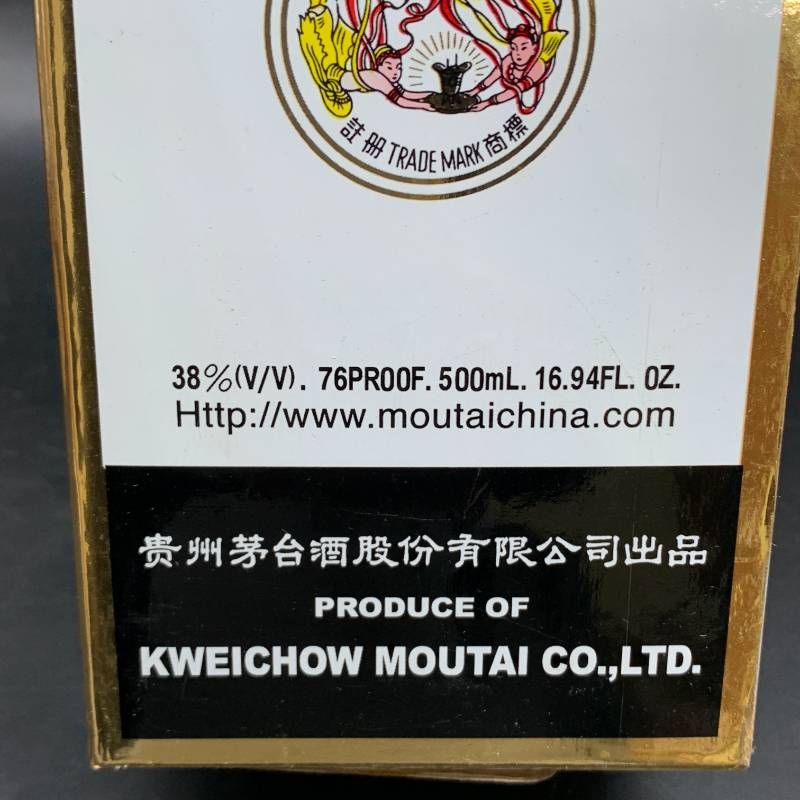 註册 TRADE MARK 商標
38%(V/V). 76PROOF. 500mL. 16.94FL. OZ.
Http://www.moutaichina.com
贵州茅台酒股份有限公司出品
PRODUCE OF
KWEICHOW MOUTAI CO.,LTD.